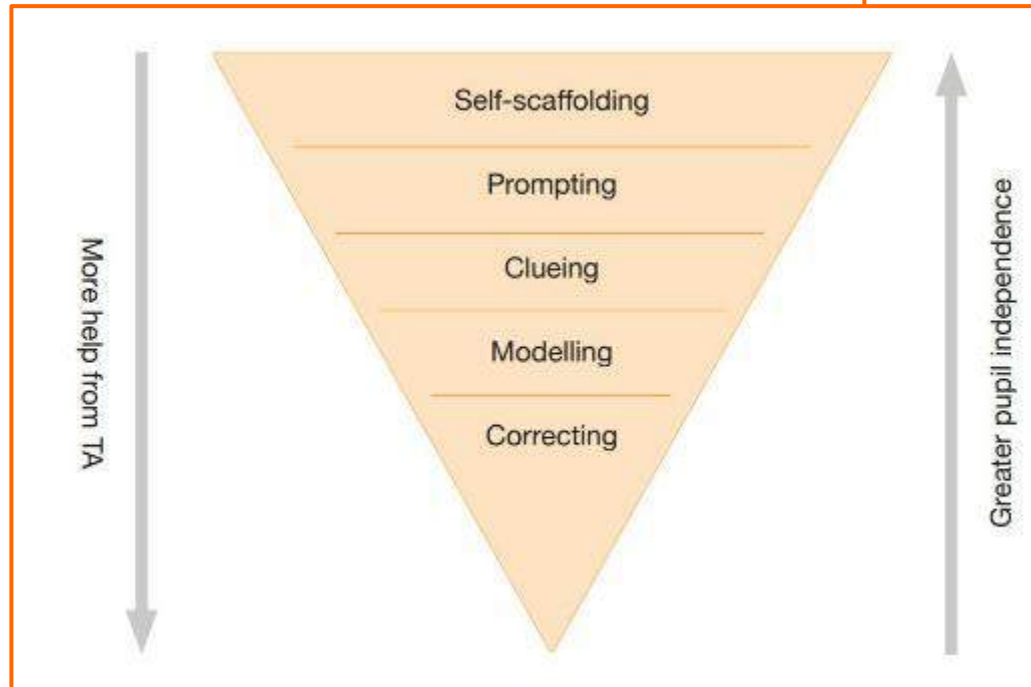 Self-scaffolding
Prompting
Clueing
Modelling
Correcting
More help from TA
Greater pupil independence